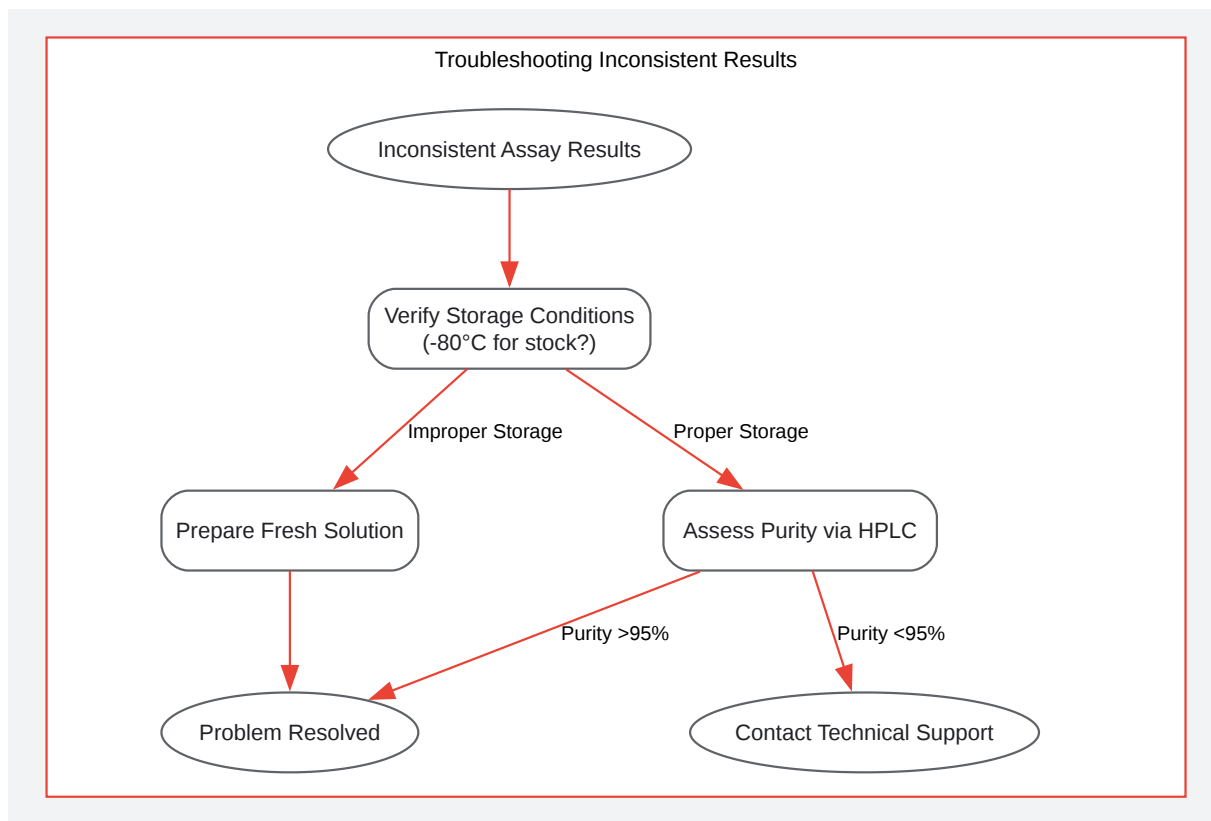 Troubleshooting Inconsistent Results
Inconsistent Assay Results
Verify Storage Conditions
(-80°C for stock?)
Improper Storage
Proper Storage
Prepare Fresh Solution
Assess Purity via HPLC
Purity >95%
Purity <95%
Problem Resolved
Contact Technical Support